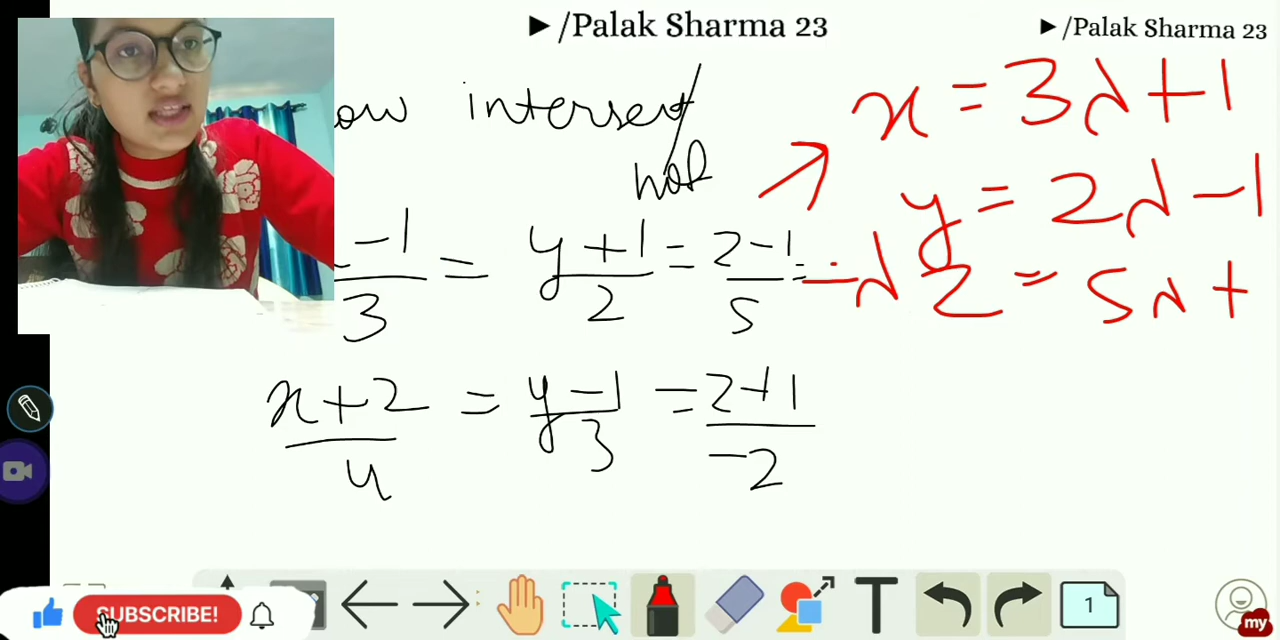 ►/Palak Sharma 23
►/Palak Sharma 23
ow intersect/
not
-1/3 = y+1/2 = z-1/5 = λ
x = 3λ+1
y = 2λ-1
z = 5λ+
x+2/4 = y-1/3 = z+1/-2
SUBSCRIBE!
T
1
my